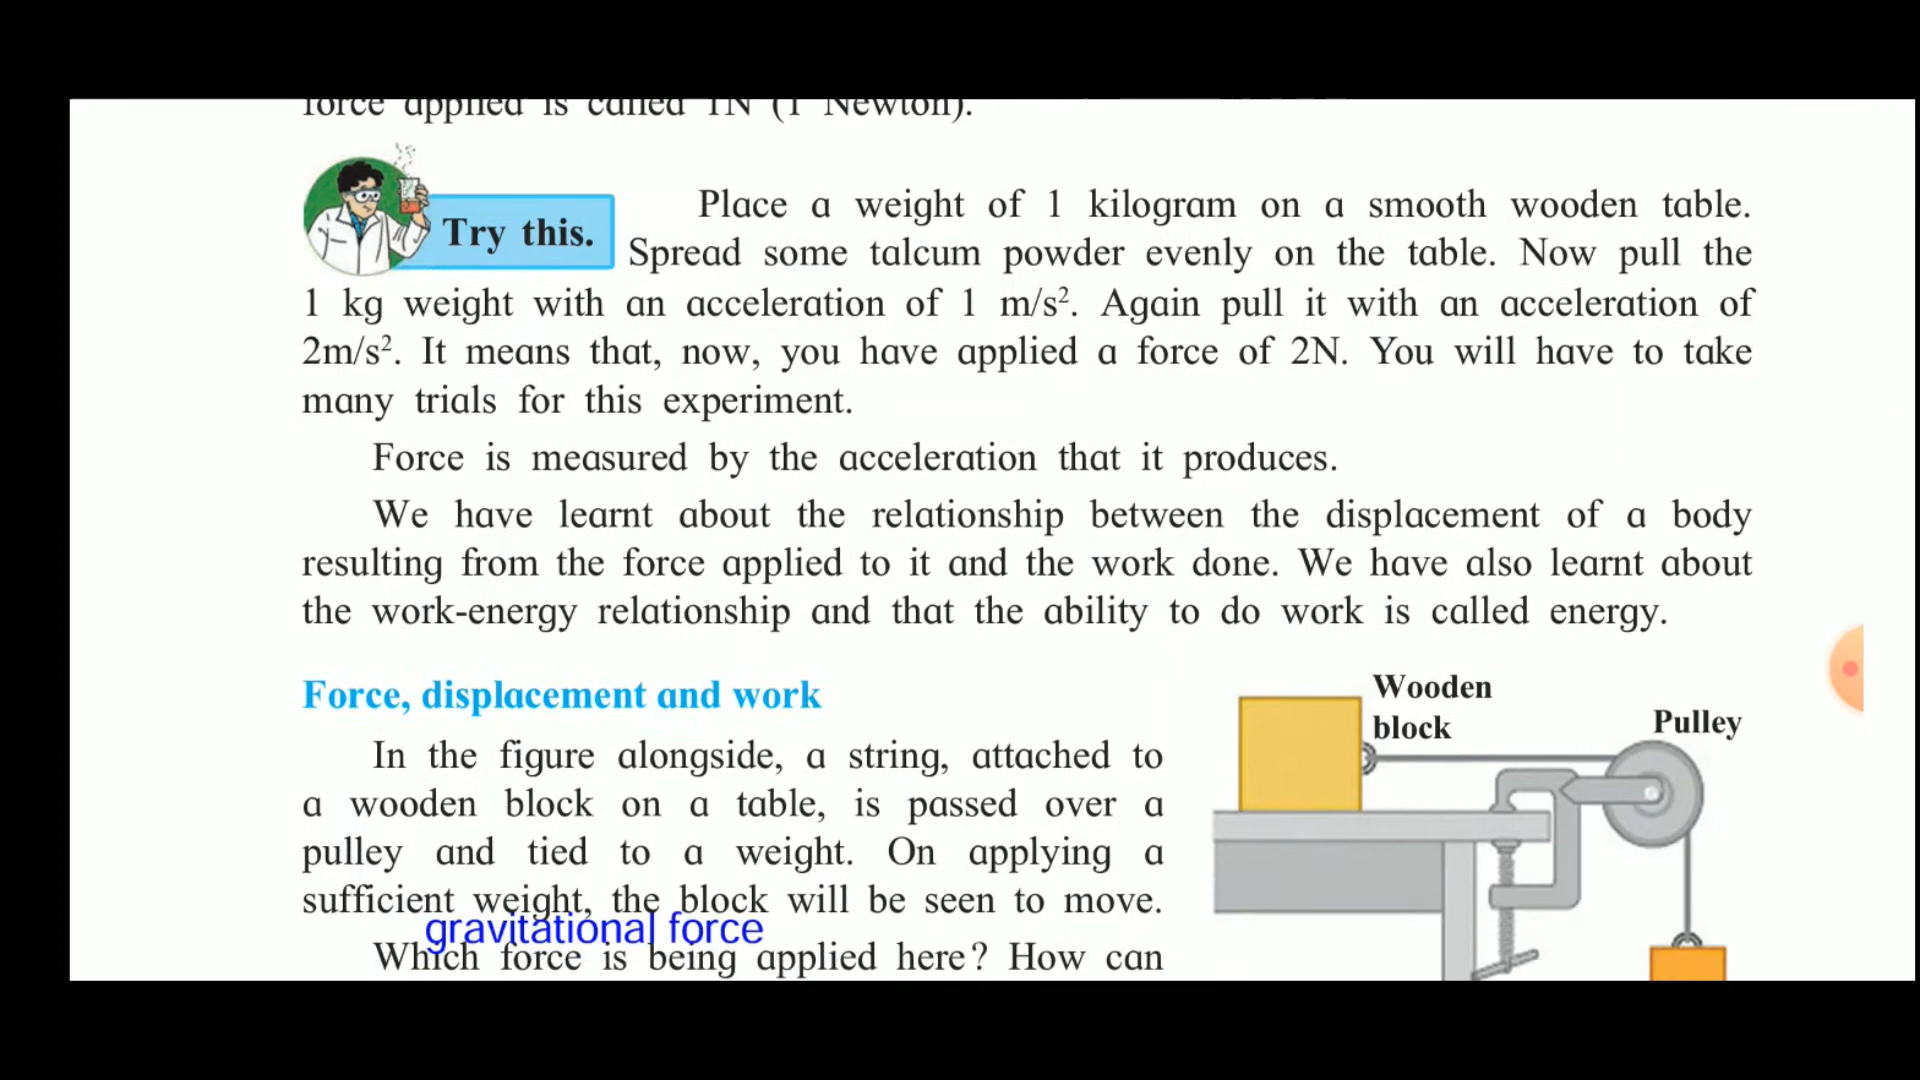 force applied is called 1N (1 Newton).
Try this.
Place a weight of 1 kilogram on a smooth wooden table.
Spread some talcum powder evenly on the table. Now pull the
1 kg weight with an acceleration of 1 m/s². Again pull it with an acceleration of
2m/s². It means that, now, you have applied a force of 2N. You will have to take
many trials for this experiment.
Force is measured by the acceleration that it produces.
We have learnt about the relationship between the displacement of a body
resulting from the force applied to it and the work done. We have also learnt about
the work-energy relationship and that the ability to do work is called energy.
Force, displacement and work
In the figure alongside, a string, attached to
a wooden block on a table, is passed over a
pulley and tied to a weight. On applying a
sufficient weight, the block will be seen to move.
gravitational force
Which force is being applied here? How can
Wooden
block
Pulley